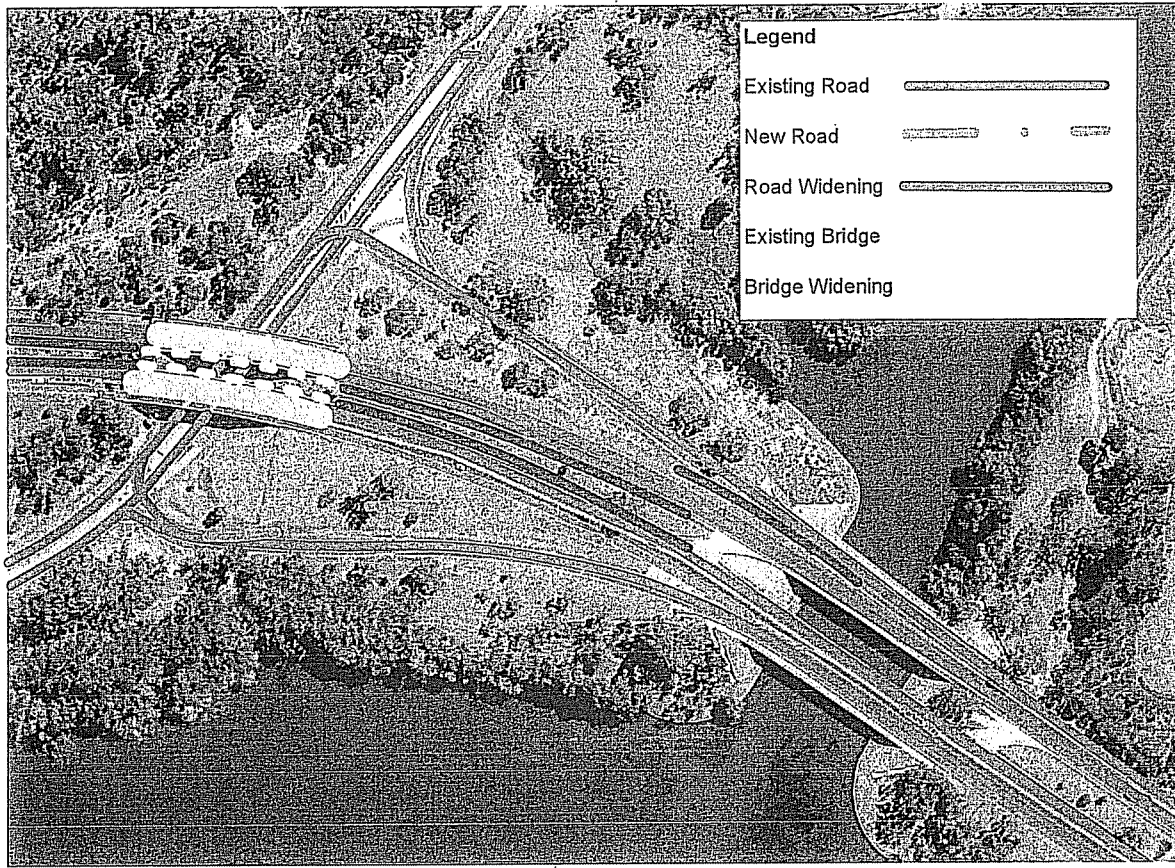 Legend
Existing Road
New Road
Road Widening
Existing Bridge
Bridge Widening